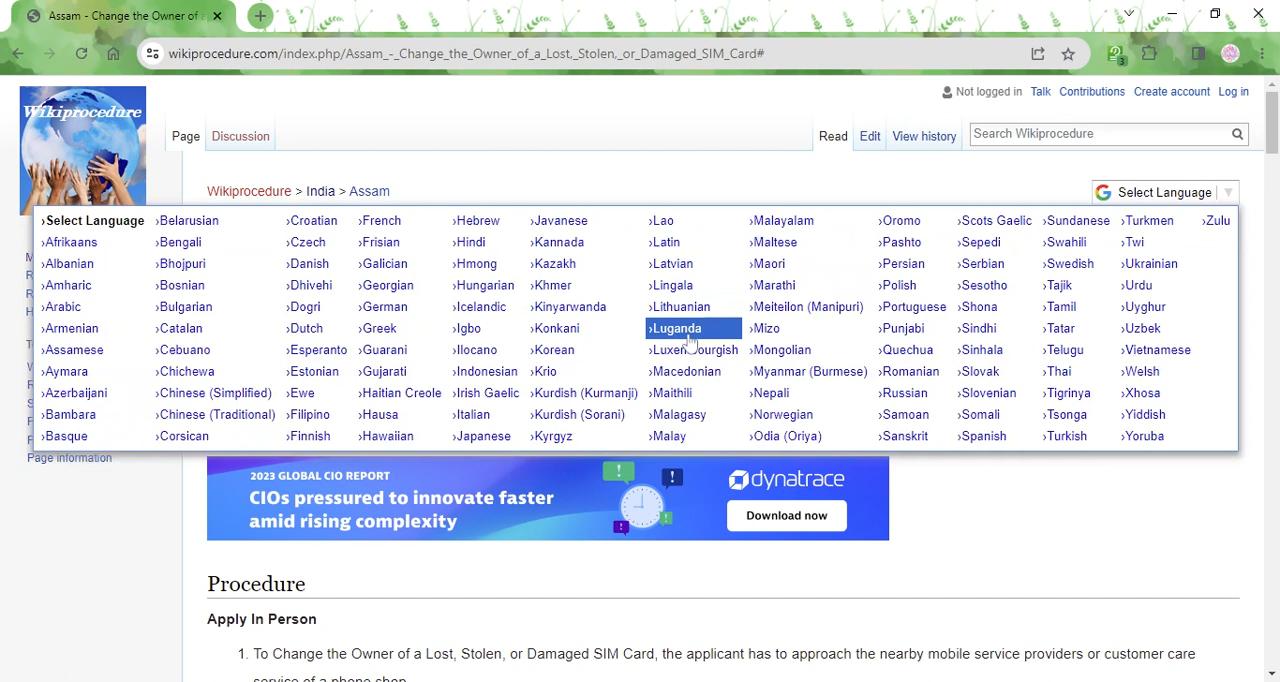 Assam - Change the Owner of a
wikiprocedure.com/index.php/Assam_-_Change_the_Owner_of_a_Lost,_Stolen,_or_Damaged_SIM_Card#
3
Not logged in Talk Contributions Create account Log in
Wikiprocedure
Page Discussion Read Edit View history Search Wikiprocedure
Wikiprocedure > India > Assam
Select Language
›Select Language ›Belarusian ›Croatian ›French ›Hebrew ›Javanese ›Lao ›Malayalam ›Oromo ›Scots Gaelic ›Sundanese ›Turkmen ›Zulu
›Afrikaans ›Bengali ›Czech ›Frisian ›Hindi ›Kannada ›Latin ›Maltese ›Pashto ›Sepedi ›Swahili ›Twi
›Albanian ›Bhojpuri ›Danish ›Galician ›Hmong ›Kazakh ›Latvian ›Maori ›Persian ›Serbian ›Swedish ›Ukrainian
›Amharic ›Bosnian ›Dhivehi ›Georgian ›Hungarian ›Khmer ›Lingala ›Marathi ›Polish ›Sesotho ›Tajik ›Urdu
›Arabic ›Bulgarian ›Dogri ›German ›Icelandic ›Kinyarwanda ›Lithuanian ›Meiteilon (Manipuri) ›Portuguese ›Shona ›Tamil ›Uyghur
›Armenian ›Catalan ›Dutch ›Greek ›Igbo ›Konkani ›Luganda ›Mizo ›Punjabi ›Sindhi ›Tatar ›Uzbek
›Assamese ›Cebuano ›Esperanto ›Guarani ›Ilocano ›Korean ›Luxembourgish ›Mongolian ›Quechua ›Sinhala ›Telugu ›Vietnamese
›Aymara ›Chichewa ›Estonian ›Gujarati ›Indonesian ›Krio ›Macedonian ›Myanmar (Burmese) ›Romanian ›Slovak ›Thai ›Welsh
›Azerbaijani ›Chinese (Simplified) ›Ewe ›Haitian Creole ›Irish Gaelic ›Kurdish (Kurmanji) ›Maithili ›Nepali ›Russian ›Slovenian ›Tigrinya ›Xhosa
›Bambara ›Chinese (Traditional) ›Filipino ›Hausa ›Italian ›Kurdish (Sorani) ›Malagasy ›Norwegian ›Samoan ›Somali ›Tsonga ›Yiddish
›Basque ›Corsican ›Finnish ›Hawaiian ›Japanese ›Kyrgyz ›Malay ›Odia (Oriya) ›Sanskrit ›Spanish ›Turkish ›Yoruba
Page information
2023 GLOBAL CIO REPORT
CIOs pressured to innovate faster
amid rising complexity
dynatrace
Download now
Procedure
Apply In Person
1. To Change the Owner of a Lost, Stolen, or Damaged SIM Card, the applicant has to approach the nearby mobile service providers or customer care
service of a phone shop.